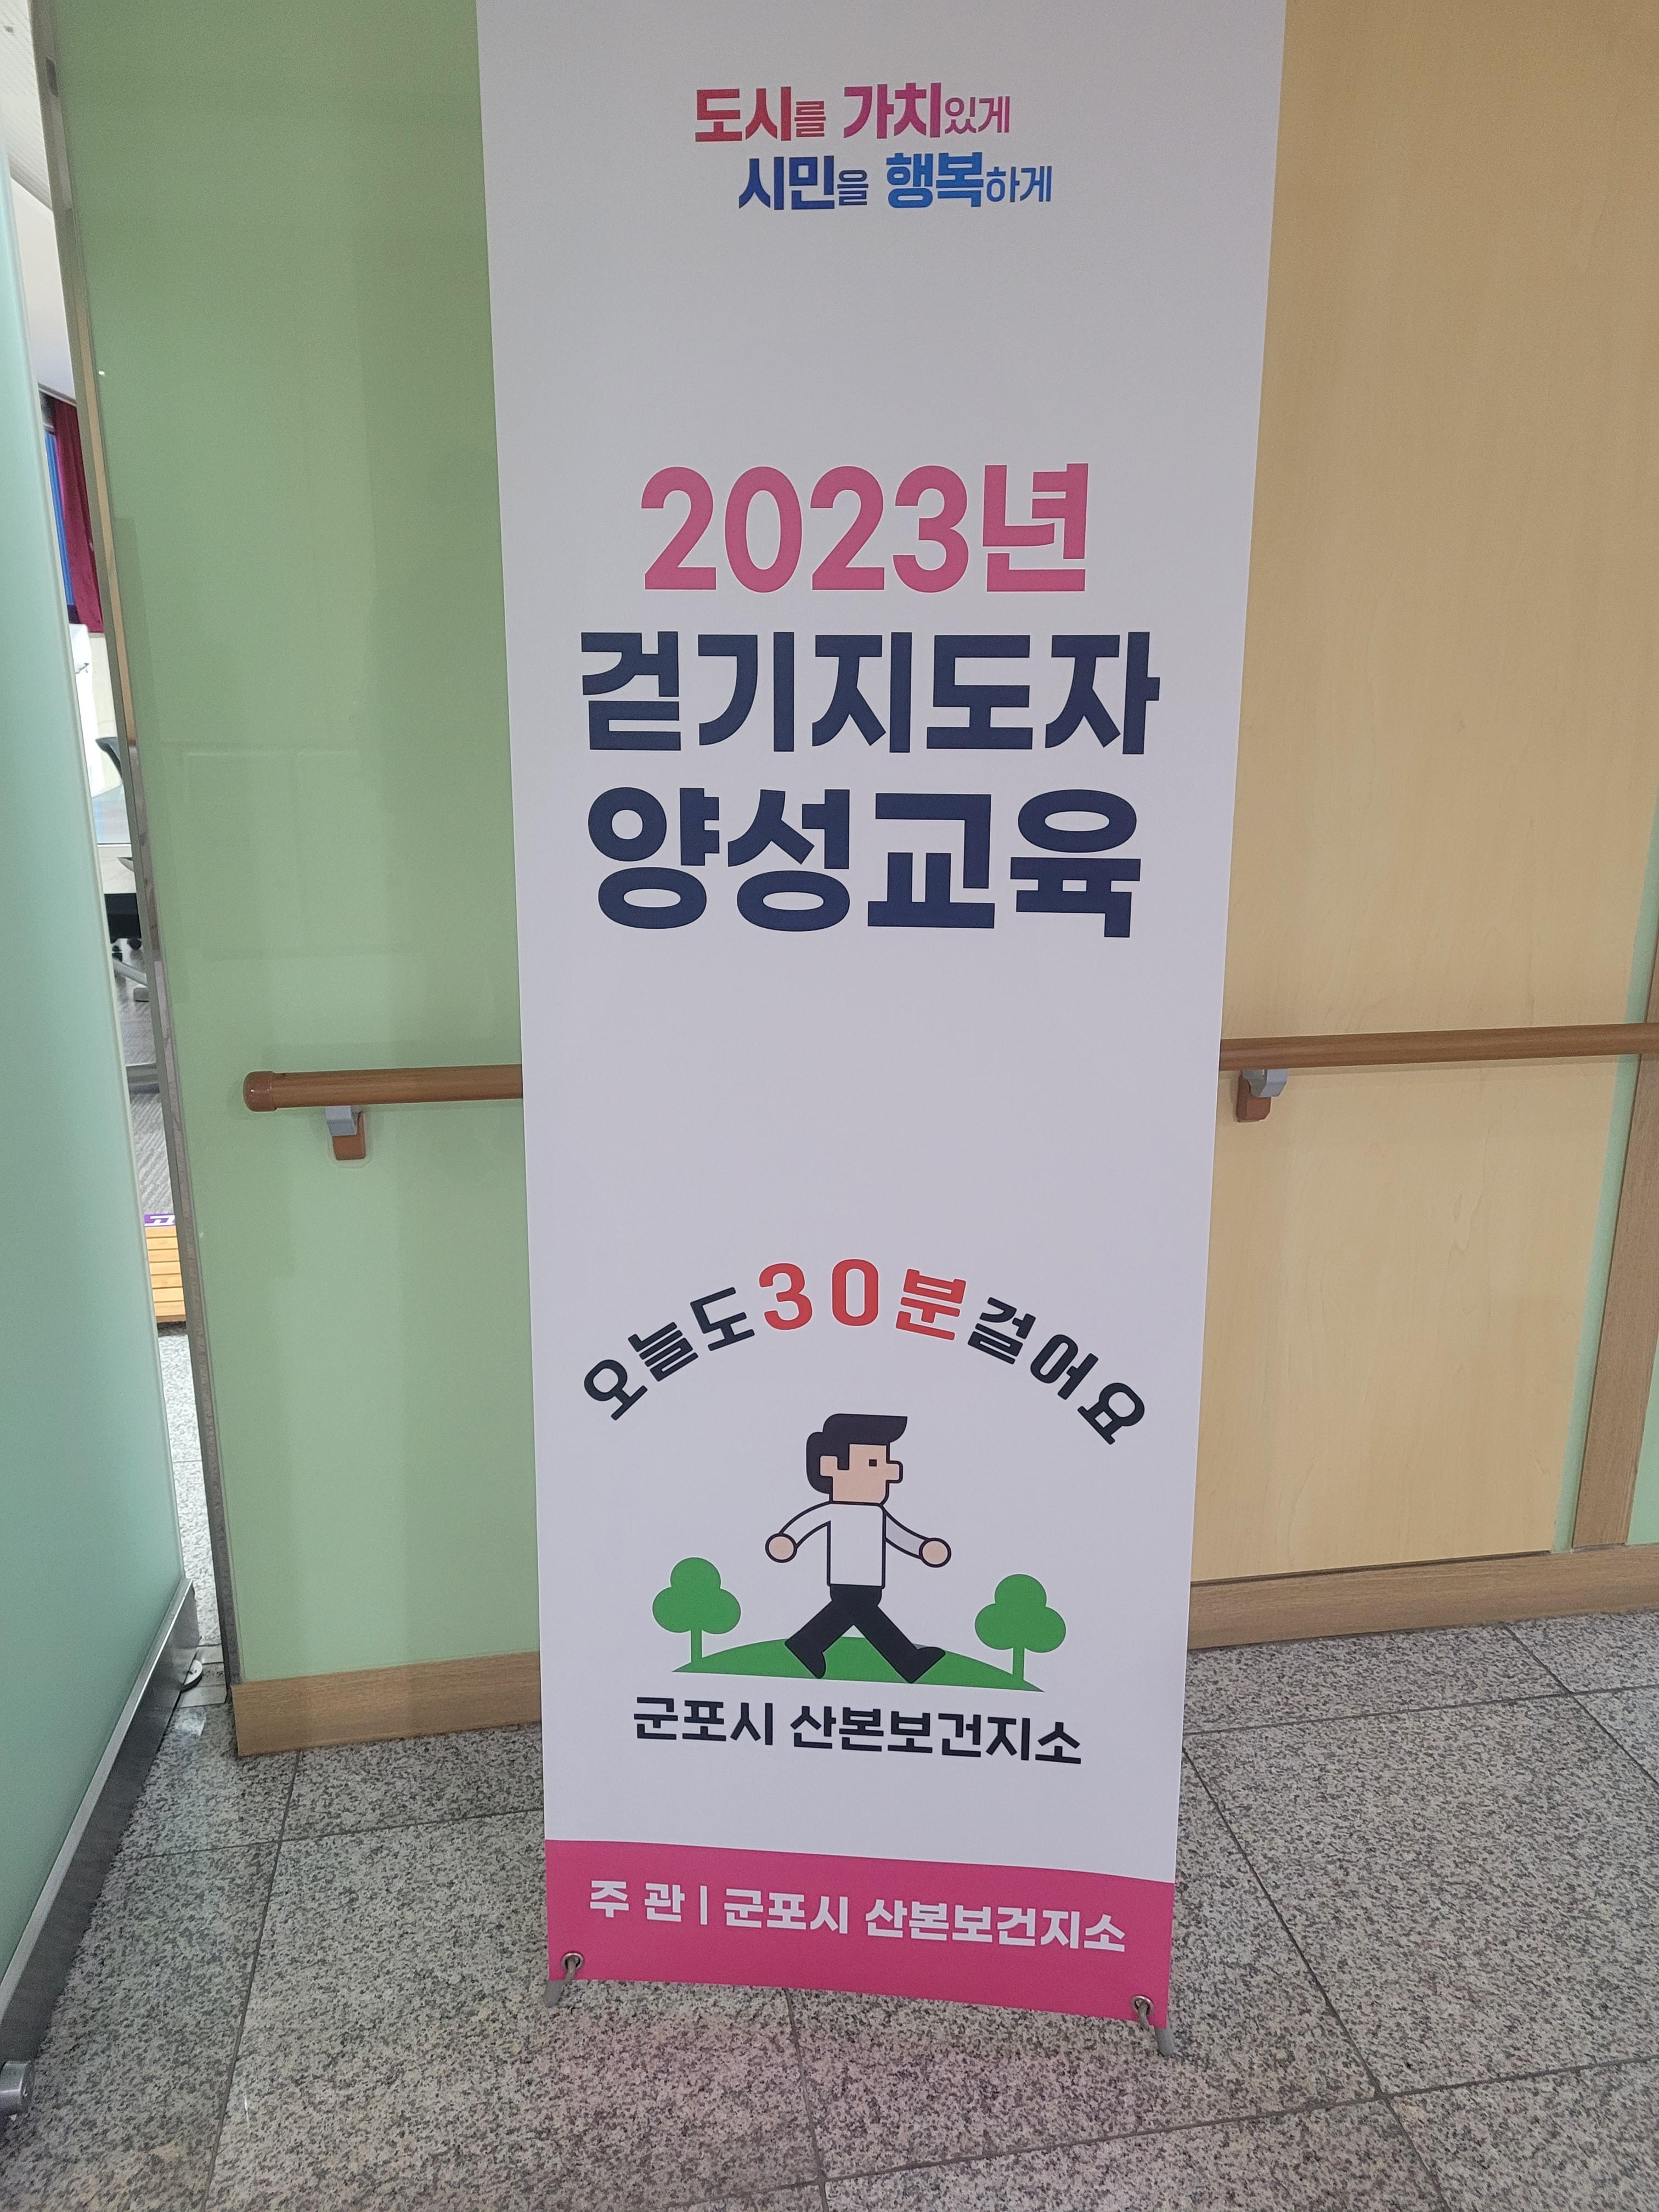 도시를 가치있게
시민을 행복하게
2023년
걷기지도자
양성교육
오늘도 30분 걸어요
군포시 산본보건지소
주 관 | 군포시 산본보건지소